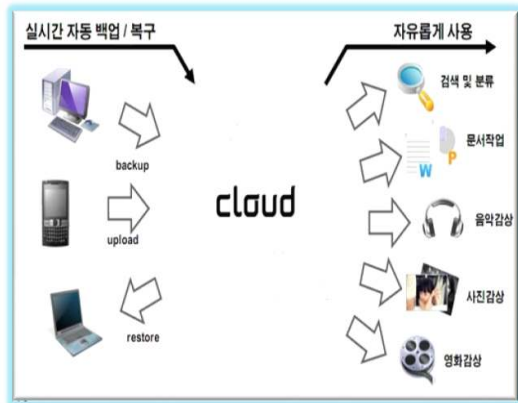 실시간 자동 백업 / 복구
자유롭게 사용
backup
upload
restore
cloud
검색 및 분류
W
P
문서작업
음악감상
사진감상
영화감상